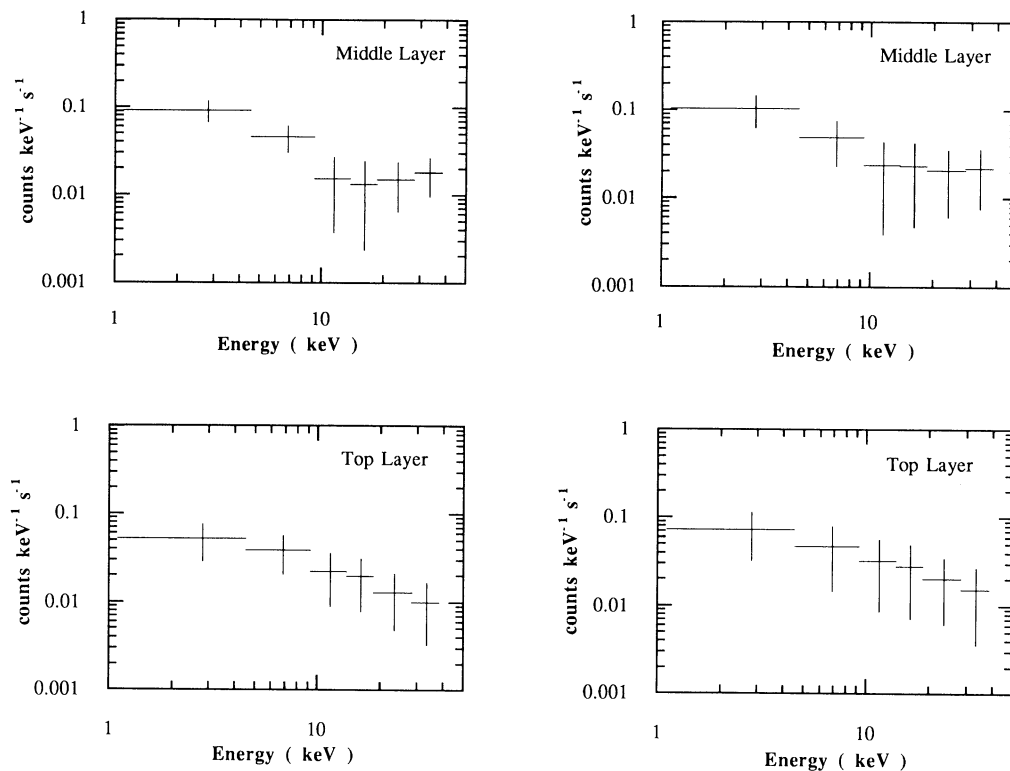 1
Middle Layer
0.1
0.01
0.001
counts keV⁻¹ s⁻¹
1
10
Energy ( keV )
1
Middle Layer
0.1
0.01
0.001
counts keV⁻¹ s⁻¹
1
10
Energy ( keV )
1
Top Layer
0.1
0.01
0.001
counts keV⁻¹ s⁻¹
1
10
Energy ( keV )
1
Top Layer
0.1
0.01
0.001
counts keV⁻¹ s⁻¹
1
10
Energy ( keV )